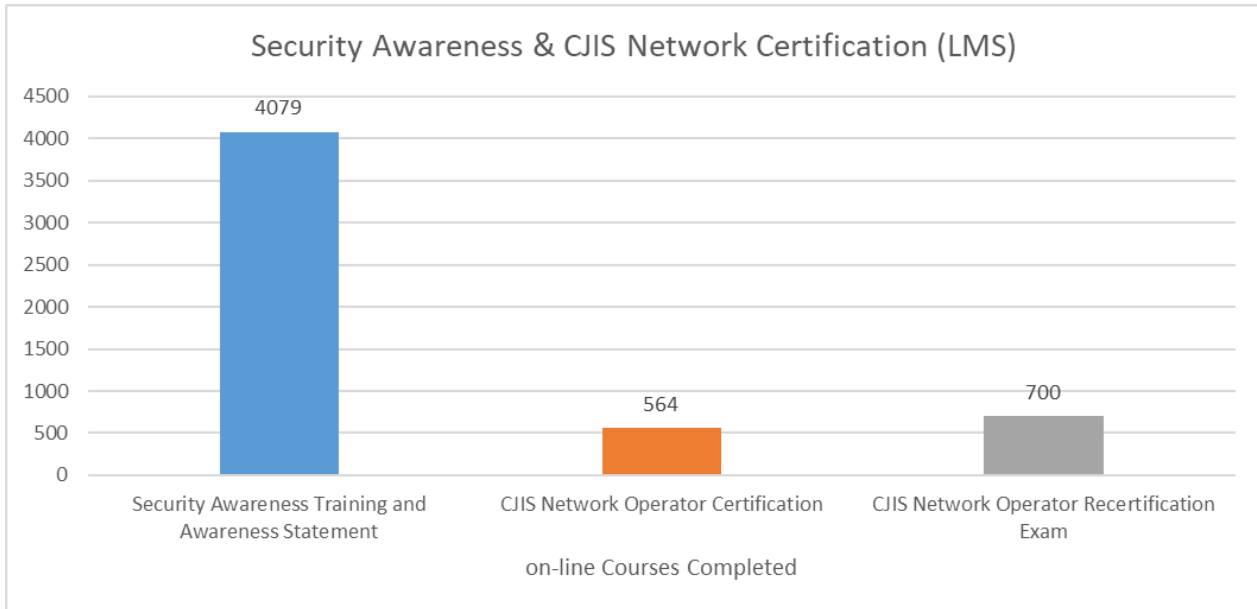 Security Awareness & CJIS Network Certification (LMS)
4500
4000
3500
3000
2500
2000
1500
1000
500
0
4079
564
700
Security Awareness Training and
Awareness Statement
CJIS Network Operator Certification
CJIS Network Operator Recertification
Exam
on-line Courses Completed